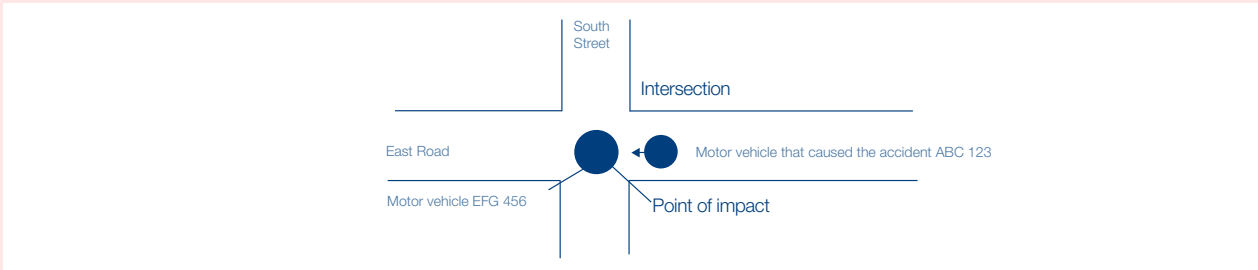 South
Street
Intersection
East Road
Motor vehicle that caused the accident ABC 123
Motor vehicle EFG 456
Point of impact